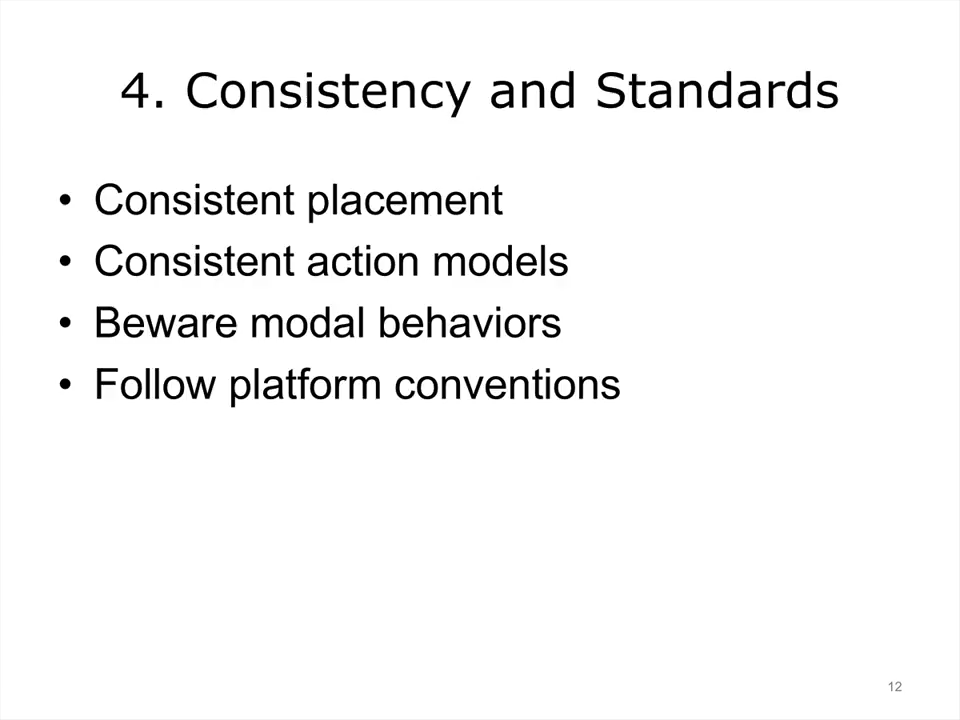 4. Consistency and Standards
• Consistent placement
• Consistent action models
• Beware modal behaviors
• Follow platform conventions
12